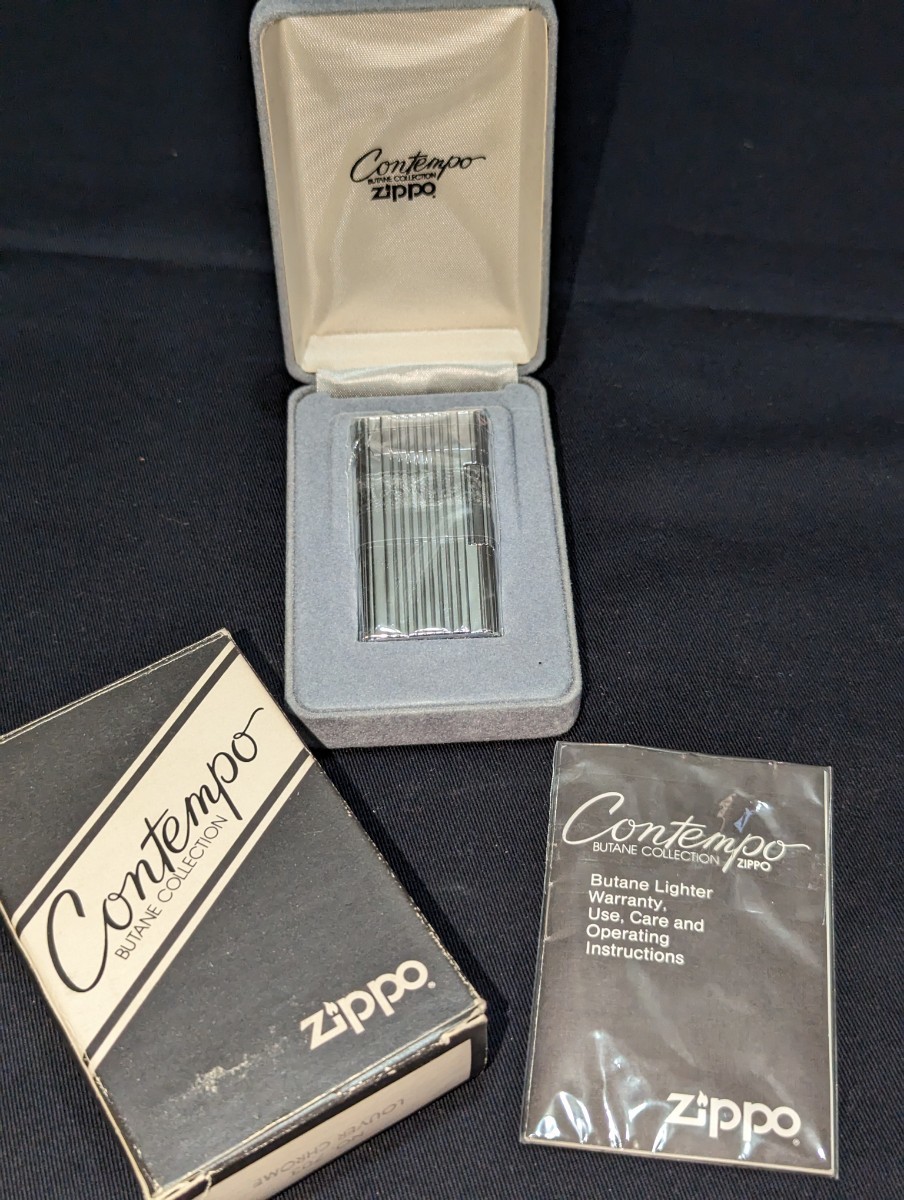 Contempo
BUTANE COLLECTION
zippo
Contempo
BUTANE COLLECTION
zippo
LOUVER CHROME
Contempo
BUTANE COLLECTION ZIPPO
Butane Lighter
Warranty,
Use, Care and
Operating
Instructions
zippo